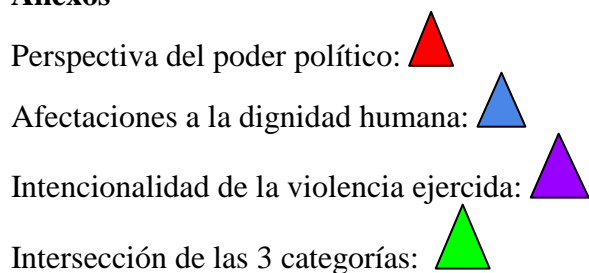 Anexos
Perspectiva del poder político:
Afectaciones a la dignidad humana:
Intencionalidad de la violencia ejercida:
Intersección de las 3 categorías: